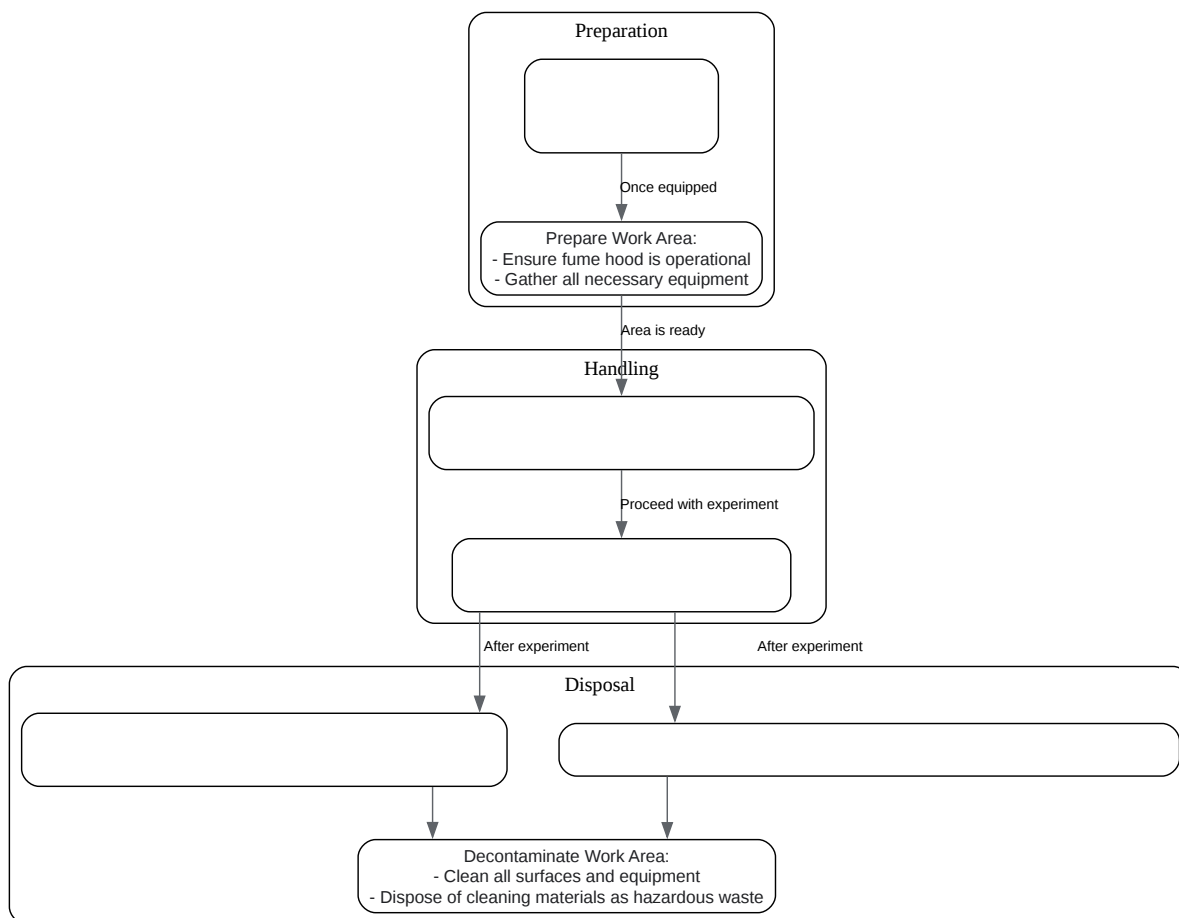 Preparation
Once equipped
Prepare Work Area:
- Ensure fume hood is operational
- Gather all necessary equipment
Area is ready
Handling
Proceed with experiment
After experiment
After experiment
Disposal
Decontaminate Work Area:
- Clean all surfaces and equipment
- Dispose of cleaning materials as hazardous waste